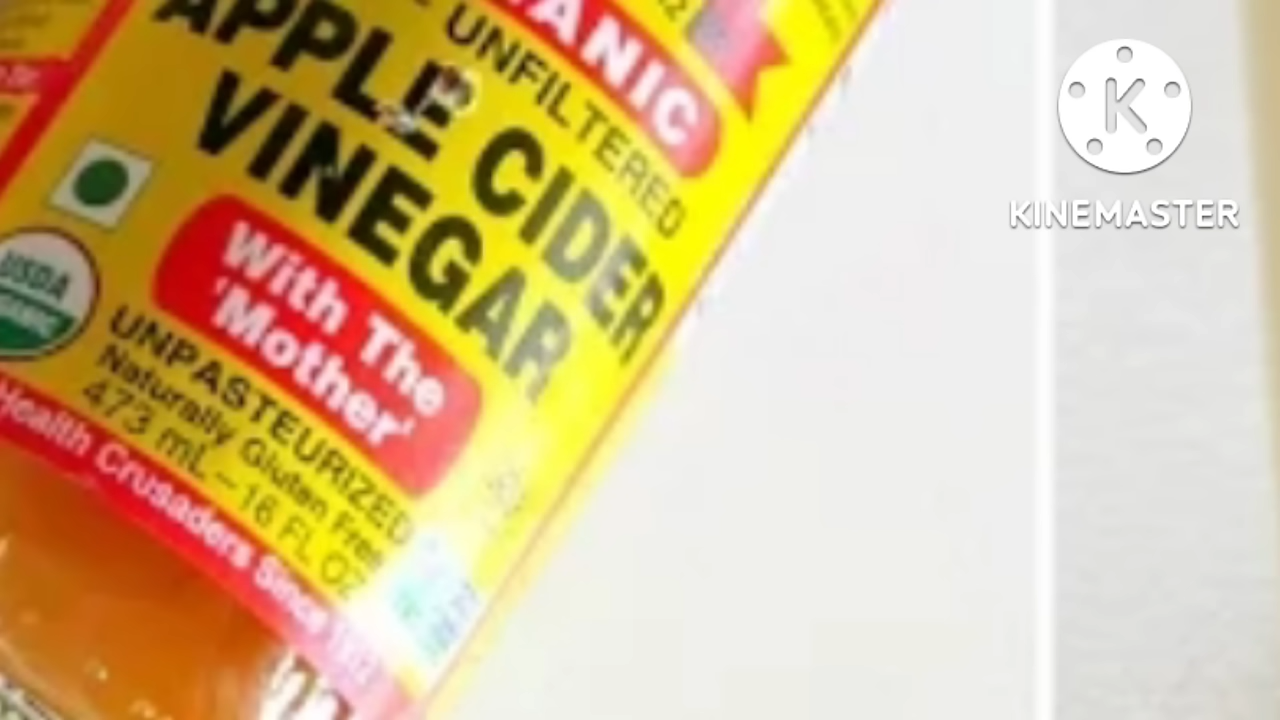 ANIC
UNFILTERED
APPLE CIDER
VINEGAR
With The
'Mother'
USDA
ANIC
UNPASTEURIZED
Naturally Gluten Free
473 mL – 16 FL OZ
Health Crusaders Since
KINEMASTER